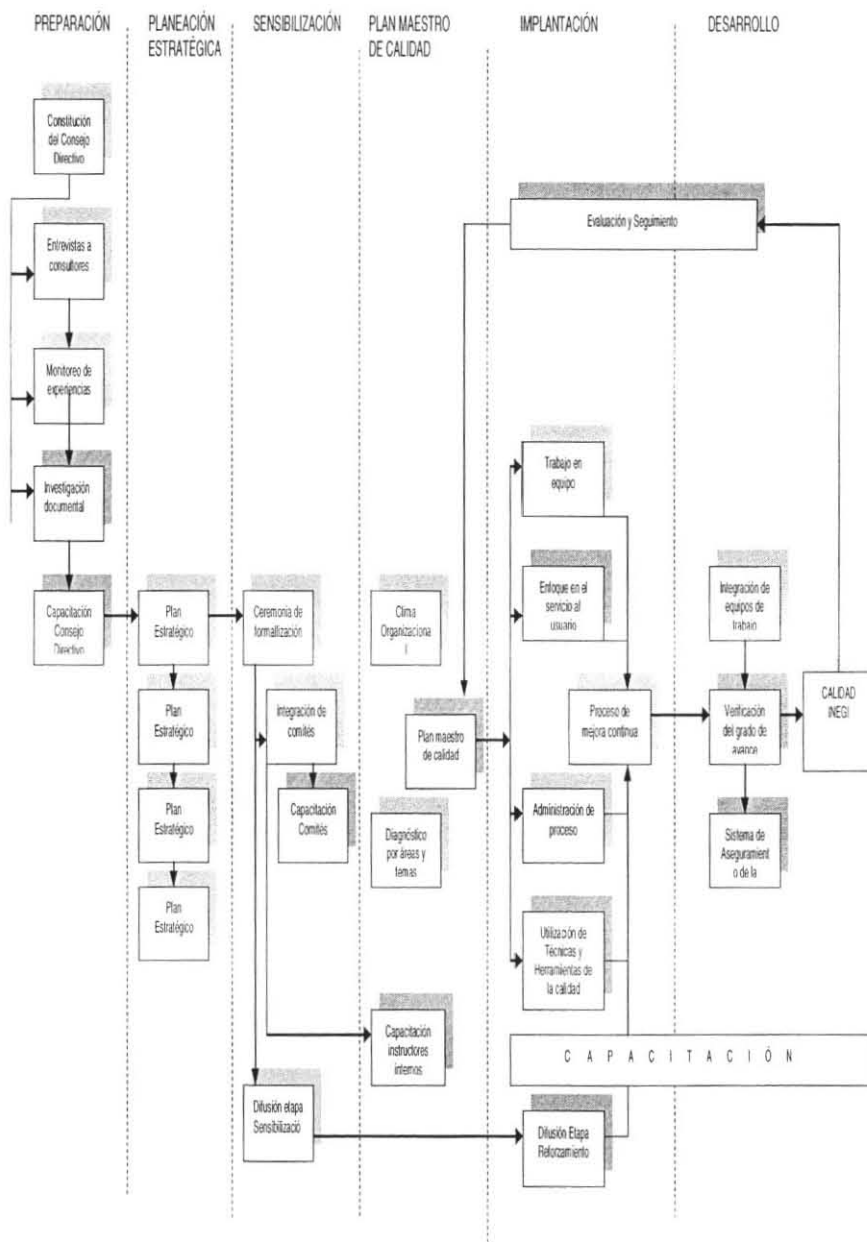 PREPARACIÓN
PLANEACIÓN
ESTRATÉGICA
SENSIBILIZACIÓN
PLAN MAESTRO
DE CALIDAD
IMPLANTACIÓN
DESARROLLO
Constitución
del Consejo
Directivo
Entrevistas a
consultores
Monitoreo de
experiencias
Investigación
documental
Capacitación
Consejo
Directivo
Plan
Estratégico
Plan
Estratégico
Plan
Estratégico
Plan
Estratégico
Ceremonia de
formalización
Integración de
comités
Capacitación
Comités
Difusión etapa
Sensibilizació
Clima
Organizaciona
l
Plan maestro
de calidad
Diagnóstico
por áreas y
temas
Capacitación
instructores
internos
Evaluación y Seguimiento
Trabajo en
equipo
Enfoque en el
servicio al
usuario
Proceso de
mejora continua
Administración de
proceso
Utilización de
Técnicas y
Herramientas de
la calidad
C A P A C I T A C I Ó N
Difusión Etapa
Reforzamiento
Integración de
equipos de
trabajo
Verificación
del grado de
avance
Sistema de
Aseguramient
o de la
CALIDAD
INEGI